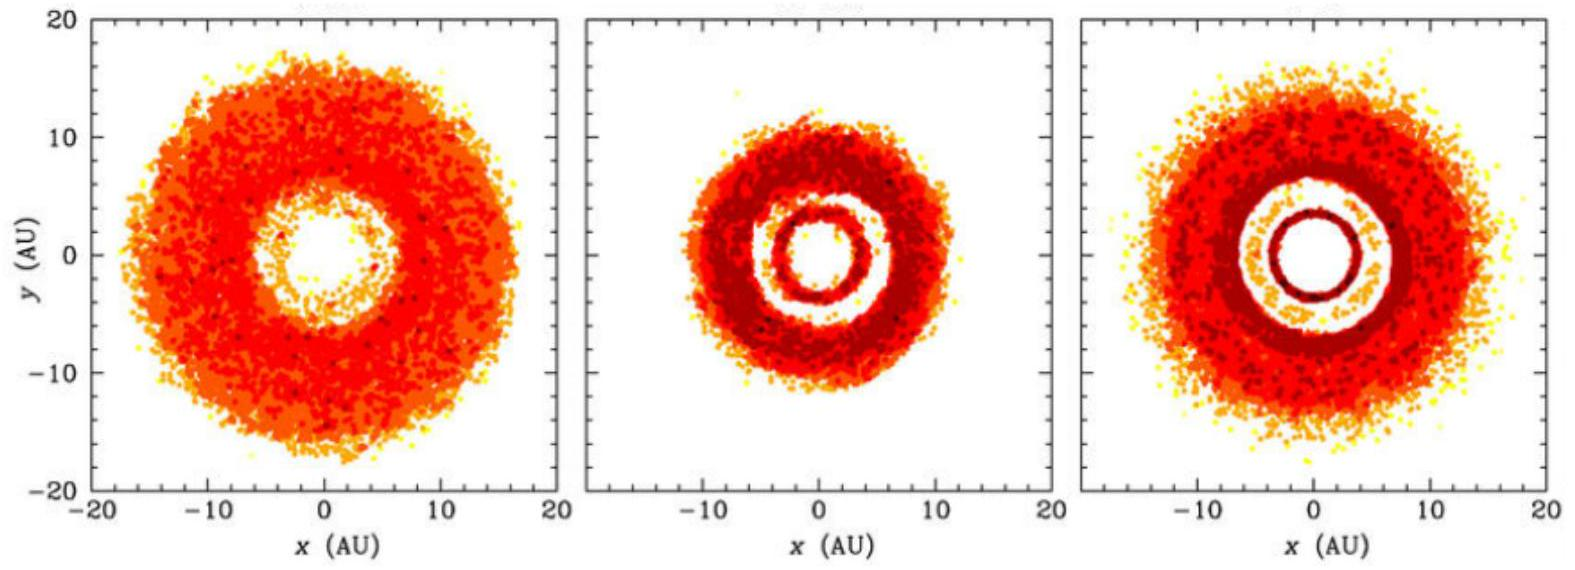 20
10
0
−10
−20
y (AU)
−20 −10 0 10 20
−10 0 10 20
−10 0 10 20
x (AU) x (AU) x (AU)